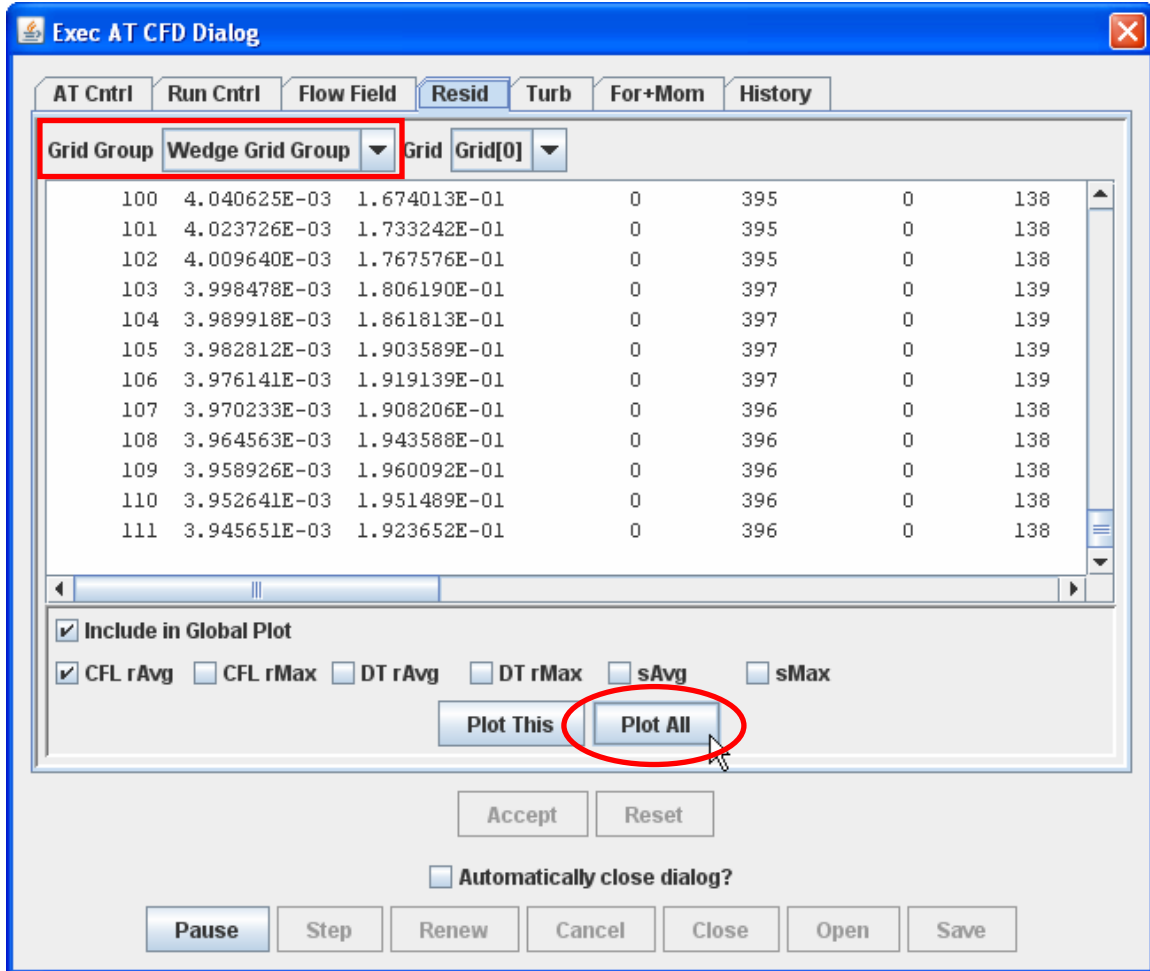 Exec AT CFD Dialog
AT Cntrl Run Cntrl Flow Field Resid Turb For+Mom History
Grid Group Wedge Grid Group Grid Grid[0]
100 4.040625E-03 1.674013E-01 0 395 0 138
101 4.023726E-03 1.733242E-01 0 395 0 138
102 4.009640E-03 1.767576E-01 0 395 0 138
103 3.998478E-03 1.806190E-01 0 397 0 139
104 3.989918E-03 1.861813E-01 0 397 0 139
105 3.982812E-03 1.903589E-01 0 397 0 139
106 3.976141E-03 1.919139E-01 0 397 0 139
107 3.970233E-03 1.908206E-01 0 396 0 138
108 3.964563E-03 1.943588E-01 0 396 0 138
109 3.958926E-03 1.960092E-01 0 396 0 138
110 3.952641E-03 1.951489E-01 0 396 0 138
111 3.945651E-03 1.923652E-01 0 396 0 138
Include in Global Plot
CFL rAvg CFL rMax DT rAvg DT rMax sAvg sMax
Plot This Plot All
Accept Reset
Automatically close dialog?
Pause Step Renew Cancel Close Open Save